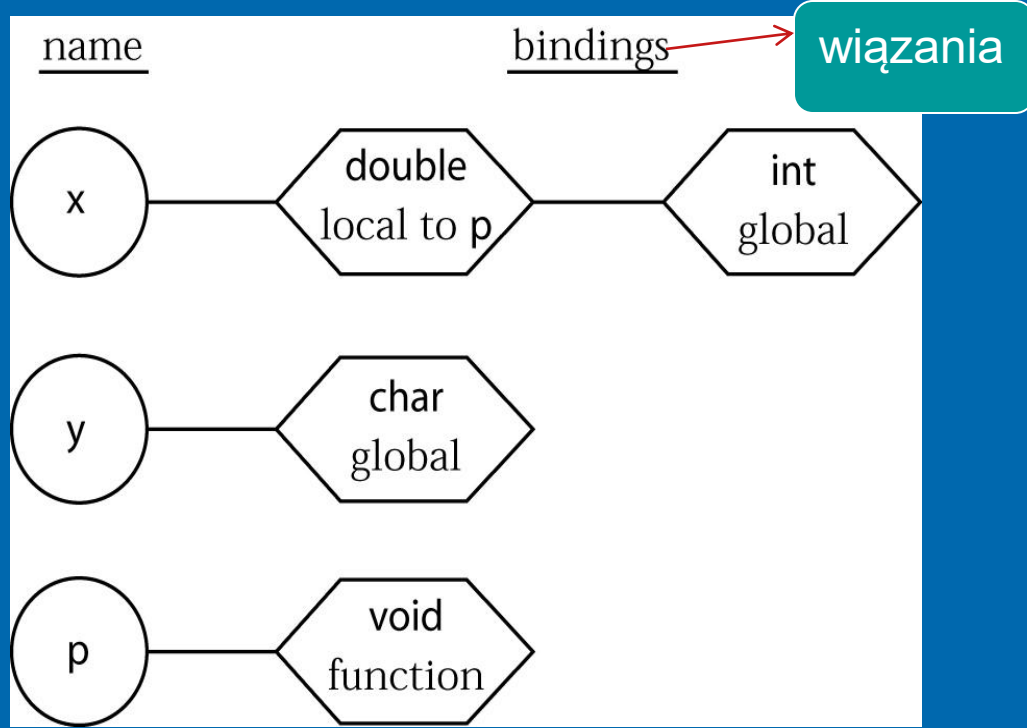 name
bindings
wiązania
x
double
local to p
int
global
y
char
global
p
void
function